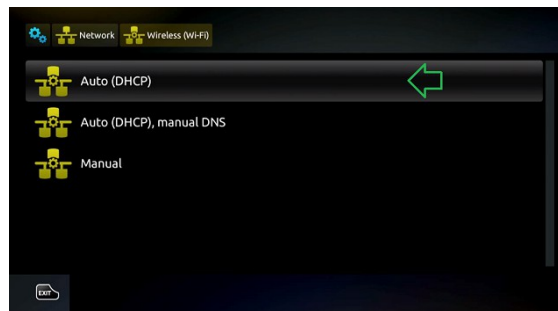 Network Wireless (Wi-Fi)
Auto (DHCP)
Auto (DHCP), manual DNS
Manual
EXIT